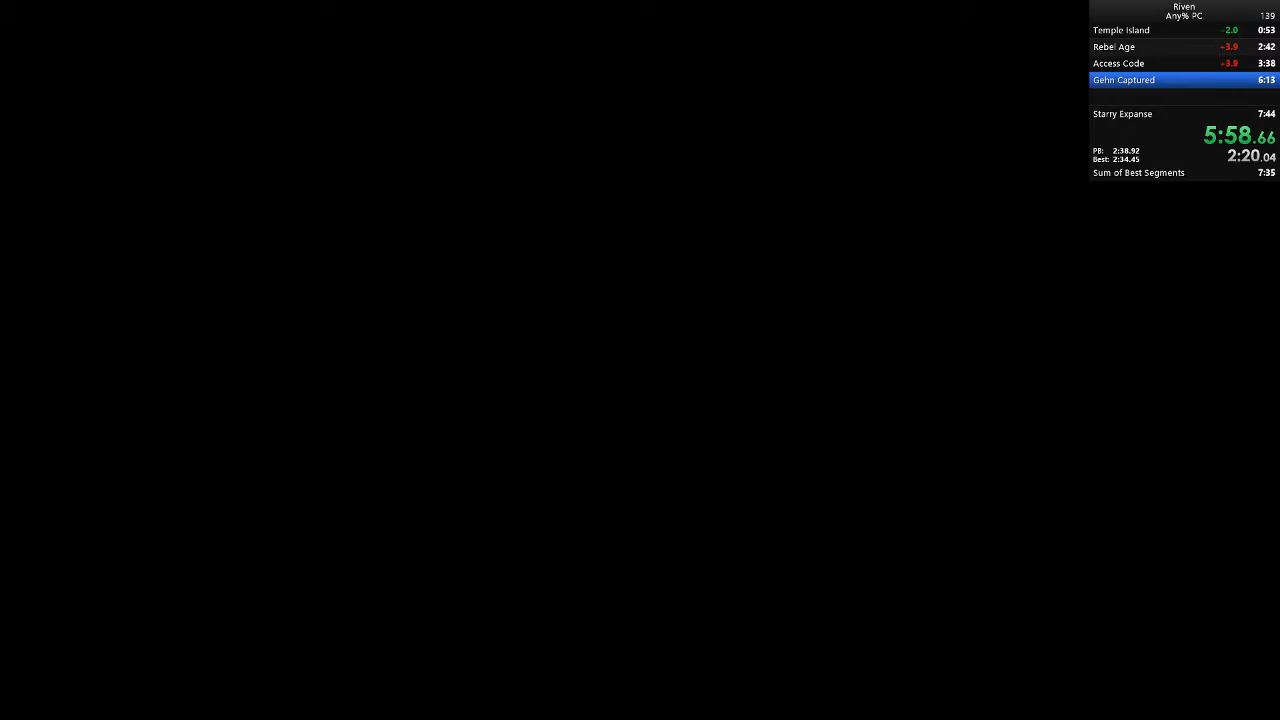 Riven
Any% PC 139
Temple Island -2.0 0:53
Rebel Age +3.9 2:42
Access Code +3.9 3:38
Gehn Captured 6:13
Starry Expanse 7:44
5:58.66
PB: 2:38.92 2:20.04
Best: 2:34.45
Sum of Best Segments 7:35